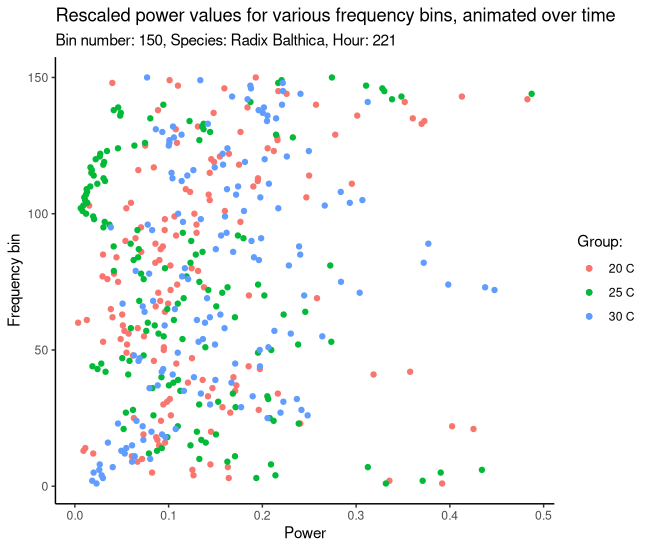 Rescaled power values for various frequency bins, animated over time
Bin number: 150, Species: Radix Balthica, Hour: 221
150
100
50
0
Frequency bin
0.0 0.1 0.2 0.3 0.4 0.5
Power
Group:
20 C
25 C
30 C